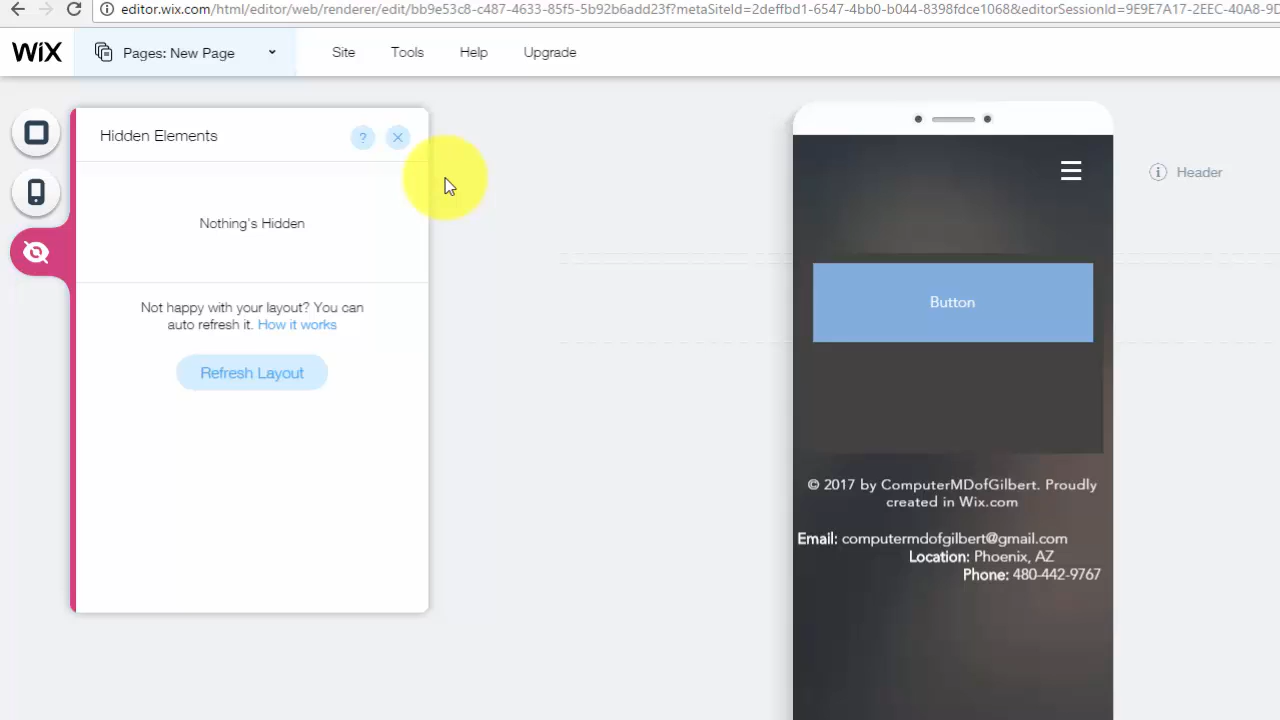 editor.wix.com/html/editor/web/renderer/edit/bb9e53c8-c487-4633-85f5-5b92b6add23f?metaSiteId=2deffbd1-6547-4bb0-b044-8398fdce1068&editorSessionId=9E9E7A17-2EEC-40A8-9D
WiX Pages: New Page Site Tools Help Upgrade
Hidden Elements ? ×
Nothing's Hidden
Not happy with your layout? You can
auto refresh it. How it works
Refresh Layout
Header
Button
© 2017 by ComputerMDofGilbert. Proudly
created in Wix.com
Email: computermdofgilbert@gmail.com
Location: Phoenix, AZ
Phone: 480-442-9767